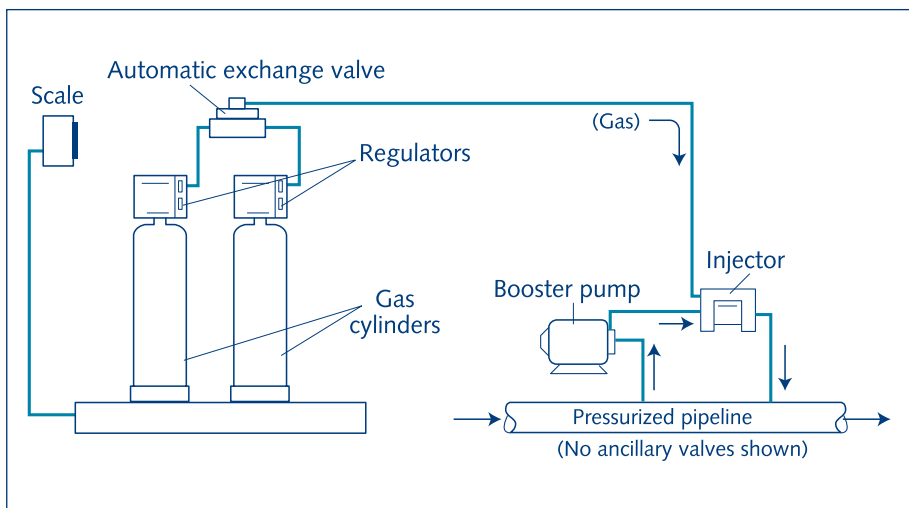 Automatic exchange valve
Scale
(Gas)
Regulators
Injector
Booster pump
Gas
cylinders
Pressurized pipeline
(No ancillary valves shown)